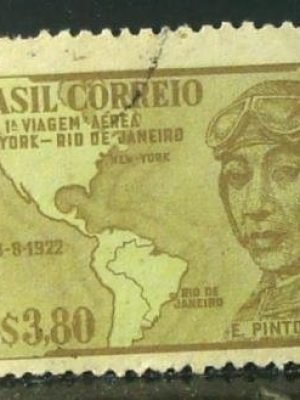 ASIL CORREIO
1ª VIAGEM AÉREA
YORK-RIO DE JANEIRO
NEW-YORK
-8-1922
RIO DE
JANEIRO
$3,80
E. PINTO